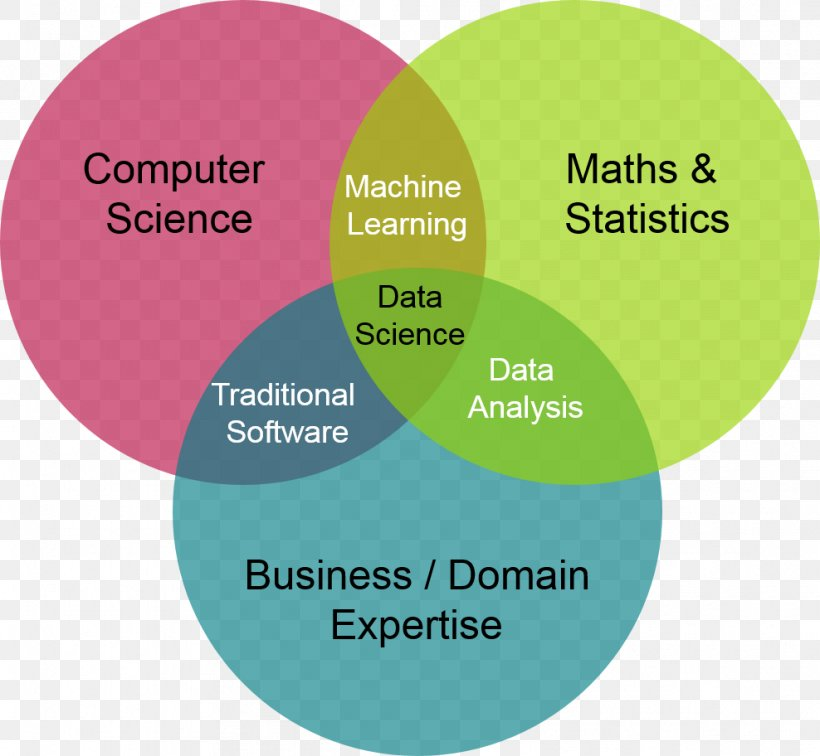 Computer
Science
Machine
Learning
Maths &
Statistics
Data
Science
Traditional
Software
Data
Analysis
Business / Domain
Expertise